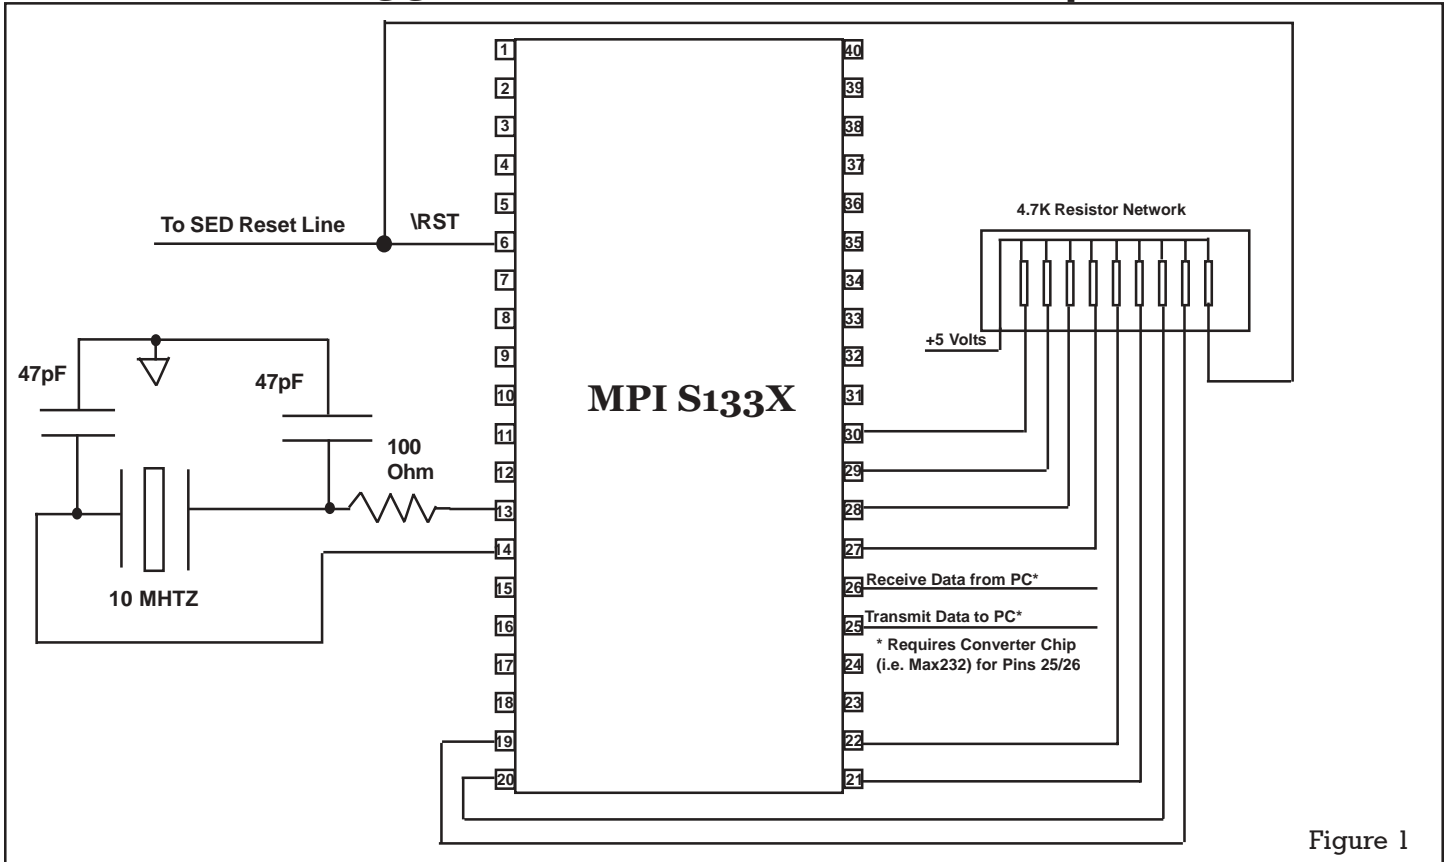 1
2
3
4
5
6
7
8
9
10
11
12
13
14
15
16
17
18
19
20
40
39
38
37
36
35
34
33
32
31
30
29
28
27
26
25
24
23
22
21
To SED Reset Line
\RST
47pF
47pF
100
Ohm
10 MHTZ
MPI S133X
4.7K Resistor Network
+5 Volts
Receive Data from PC*
Transmit Data to PC*
* Requires Converter Chip
(i.e. Max232) for Pins 25/26
Figure 1